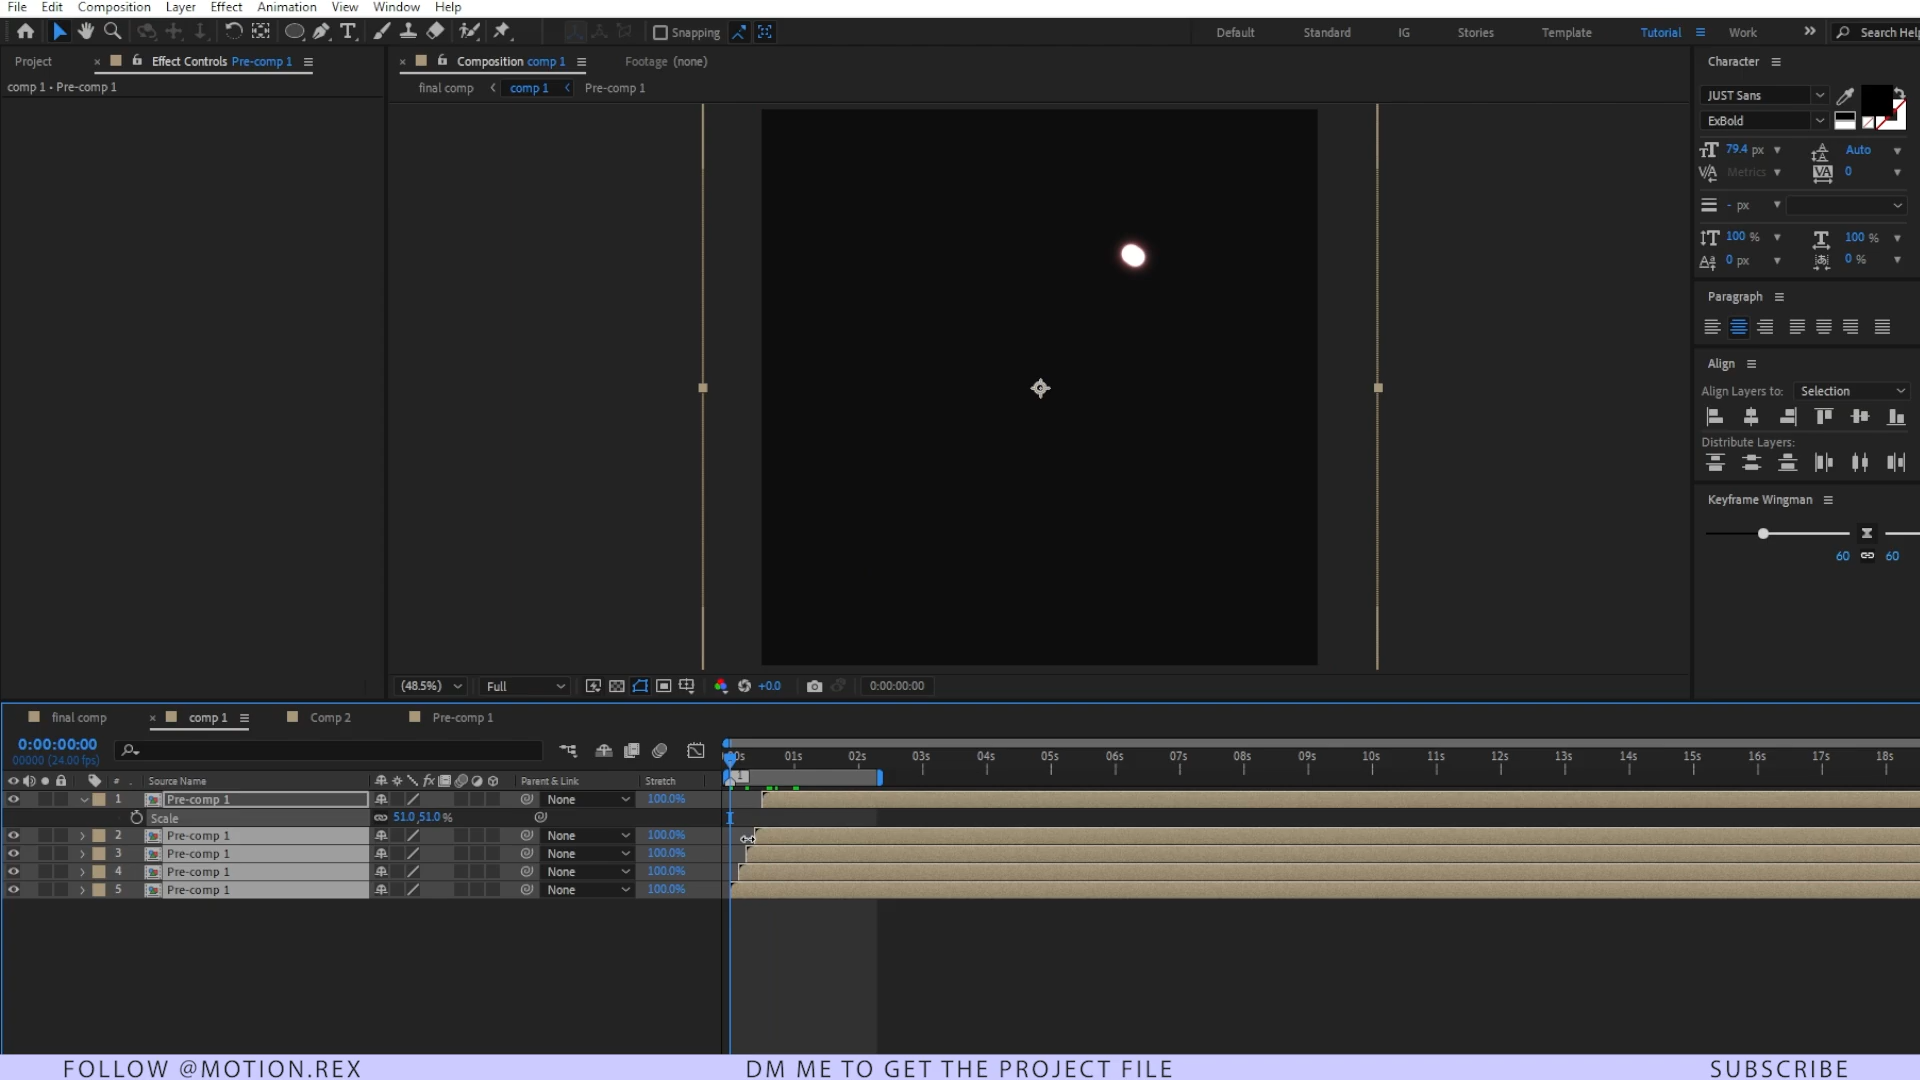 File Edit Composition Layer Effect Animation View Window Help
Snapping Default Standard IG Stories Template Tutorial Work Search Help
Project Effect Controls Pre-comp 1 Composition comp 1 Footage (none) Character
comp 1 • Pre-comp 1 final comp comp 1 Pre-comp 1
JUST Sans
ExBold
79.4 px Auto
Metrics 0
- px
100 % 100 %
0 px 0 %
Paragraph
Align
Align Layers to: Selection
Distribute Layers:
Keyframe Wingman
60 60
(48.5%) Full +0.0 0:00:00:00
final comp comp 1 Comp 2 Pre-comp 1
0:00:00:00
00000 (24.00 fps)
:00s 01s 02s 03s 04s 05s 06s 07s 08s 09s 10s 11s 12s 13s 14s 15s 16s 17s 18s
# Source Name Parent & Link Stretch 1
1 Pre-comp 1 None 100.0%
Scale 51.0,51.0%
2 Pre-comp 1 None 100.0%
3 Pre-comp 1 None 100.0%
4 Pre-comp 1 None 100.0%
5 Pre-comp 1 None 100.0%
FOLLOW @MOTION.REX DM ME TO GET THE PROJECT FILE SUBSCRIBE